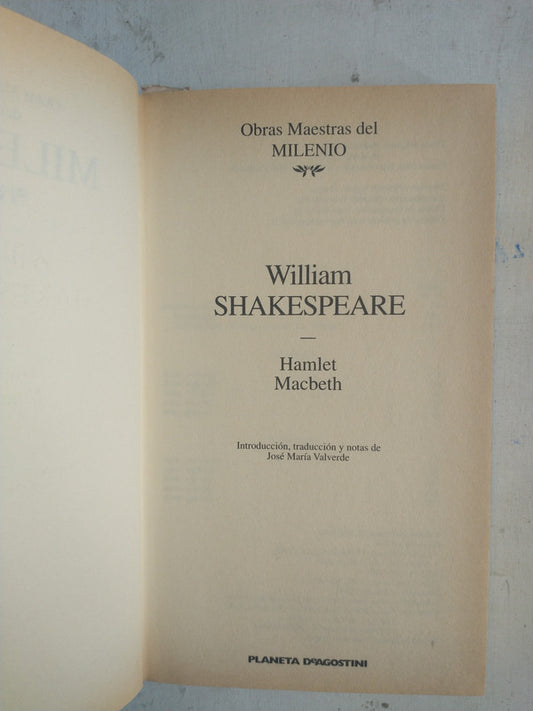 Obras Maestras del
MILENIO
William
SHAKESPEARE
—
Hamlet
Macbeth
Introducción, traducción y notas de
José María Valverde
PLANETA DeAGOSTINI